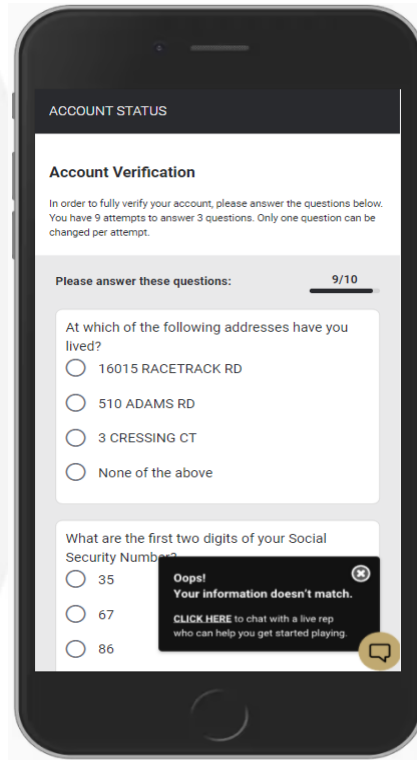 ACCOUNT STATUS
Account Verification
In order to fully verify your account, please answer the questions below.
You have 9 attempts to answer 3 questions. Only one question can be
changed per attempt.
Please answer these questions:
9/10
At which of the following addresses have you
lived?
16015 RACETRACK RD
510 ADAMS RD
3 CRESSING CT
None of the above
What are the first two digits of your Social
Security Number?
35
67
86
Oops!
Your information doesn't match.
CLICK HERE to chat with a live rep
who can help you get started playing.